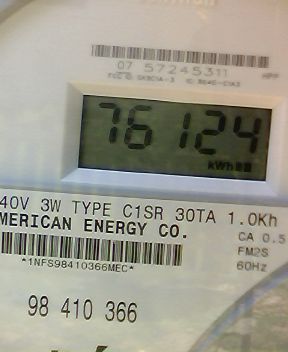 07 57245311
76124
kWh
40V 3W TYPE C1SR 30TA 1.0Kh
MERICAN ENERGY CO.
CA 0.5
*1NFS98410366MEC*
FM2S
60Hz
98 410 366